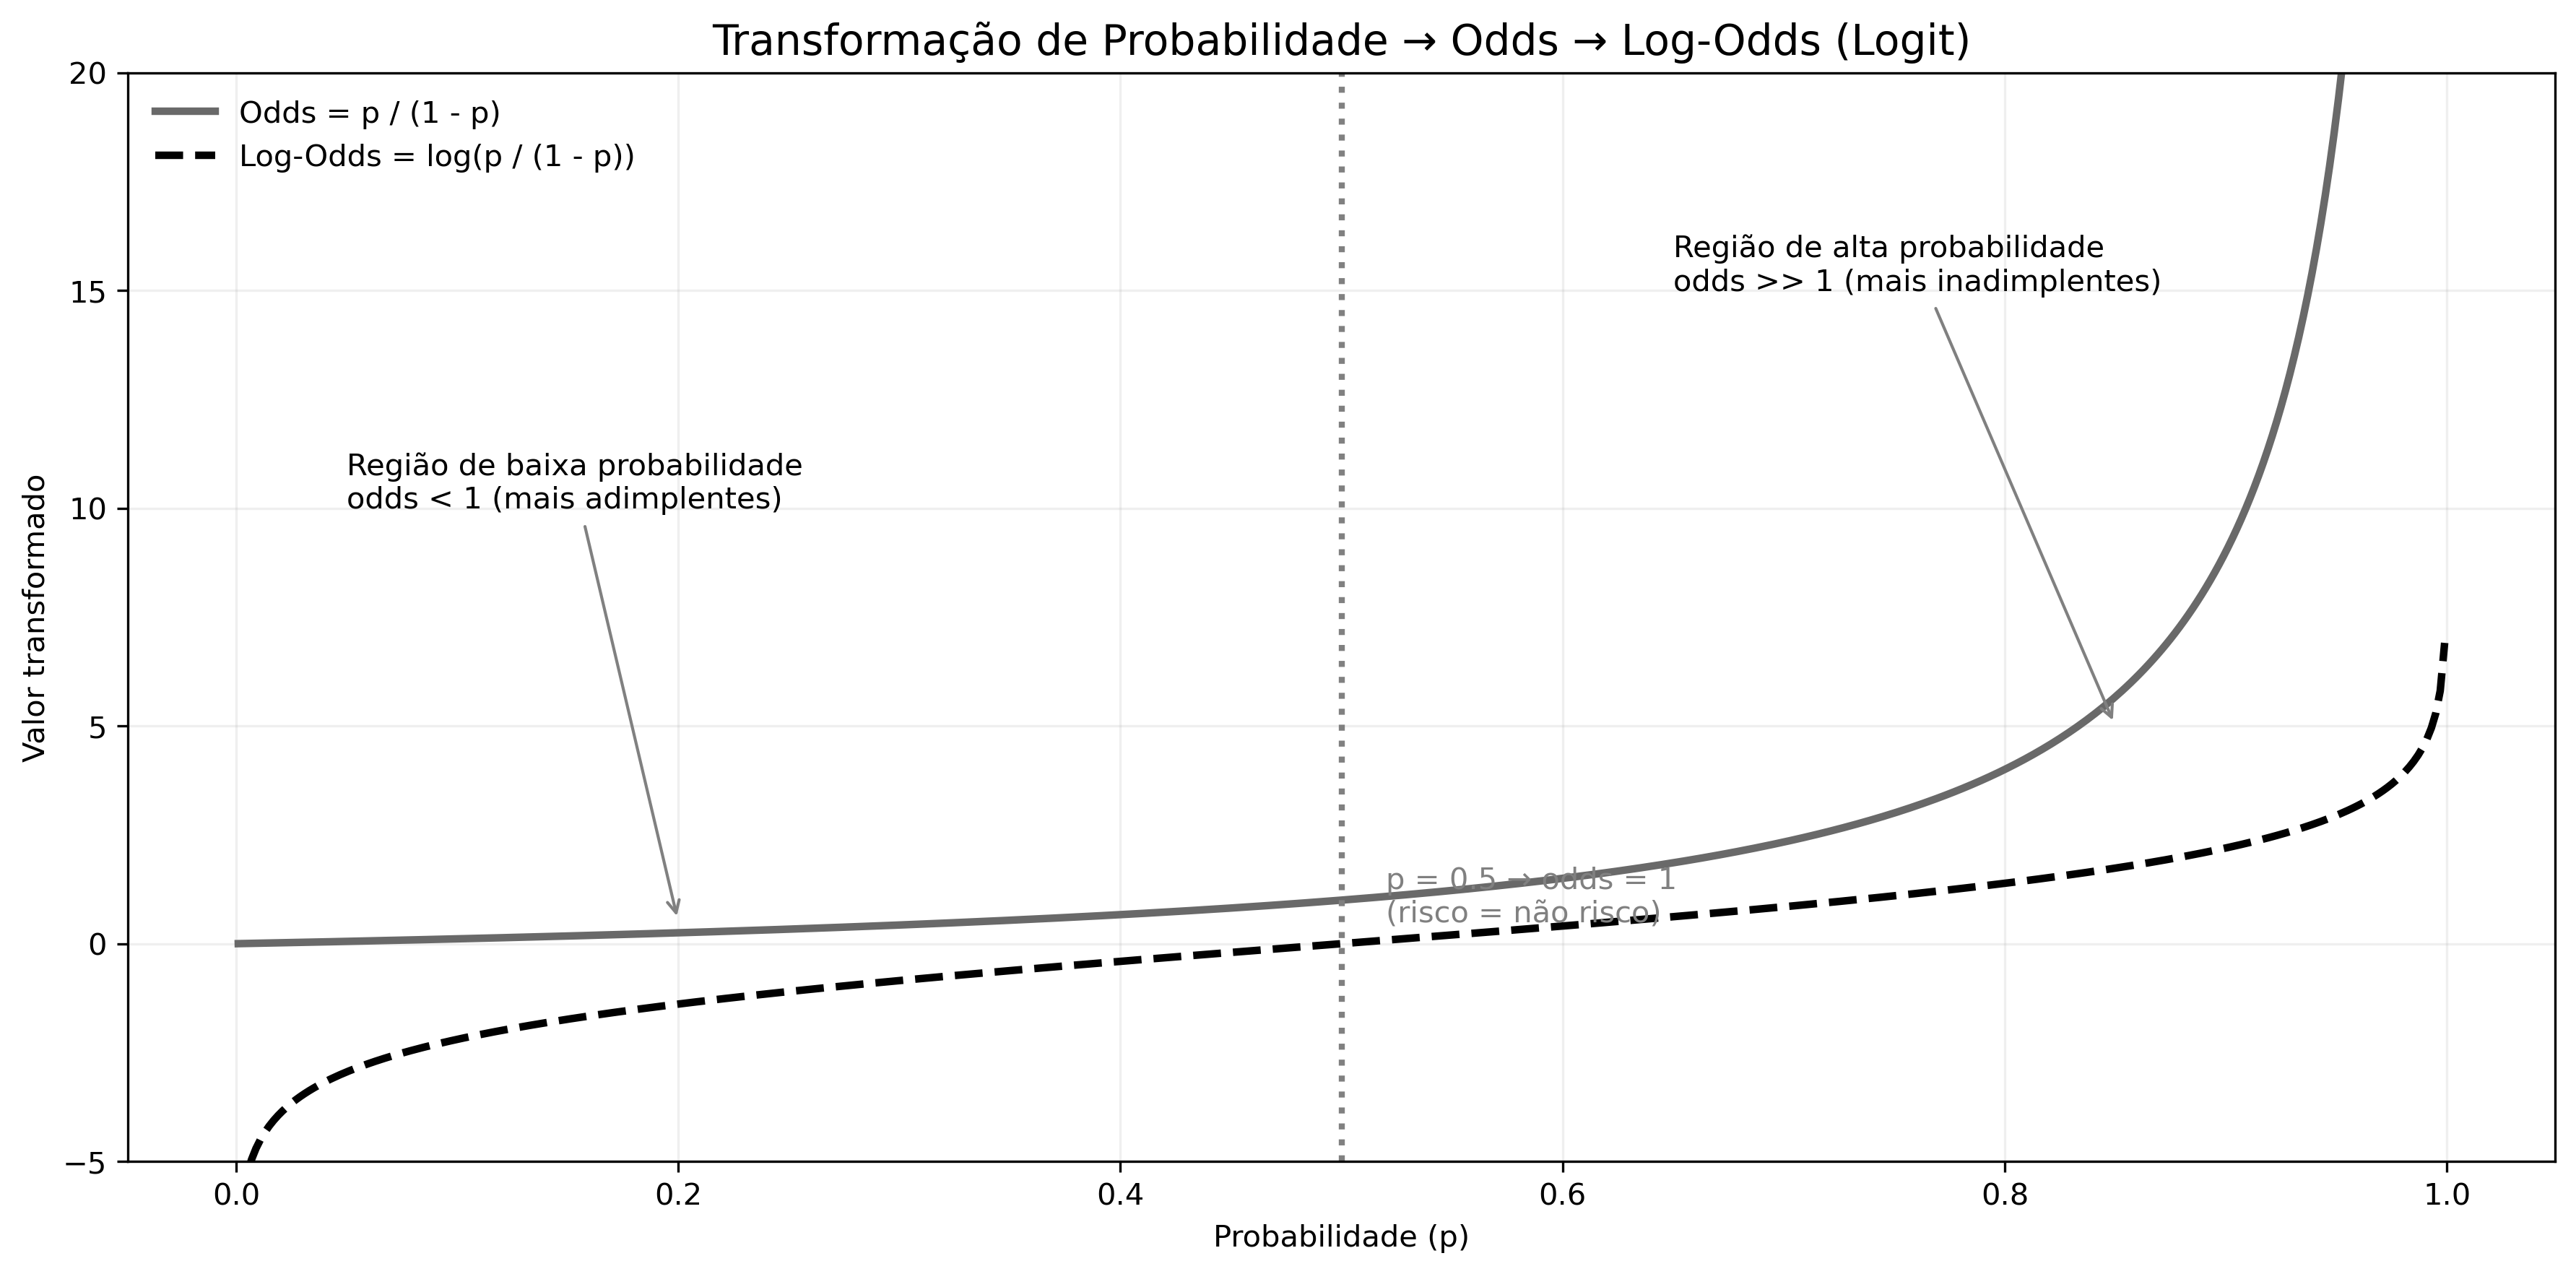 Transformação de Probabilidade → Odds → Log-Odds (Logit)
Odds = p / (1 - p)
Log-Odds = log(p / (1 - p))
Região de alta probabilidade
odds >> 1 (mais inadimplentes)
Região de baixa probabilidade
odds < 1 (mais adimplentes)
p = 0.5 → odds = 1
(risco = não risco)
Valor transformado
20
15
10
5
0
−5
0.0
0.2
0.4
0.6
0.8
1.0
Probabilidade (p)